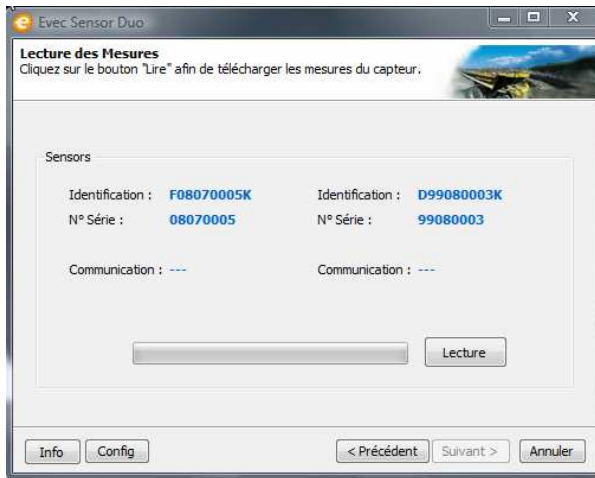 Evec Sensor Duo
Lecture des Mesures
Cliquez sur le bouton "Lire" afin de télécharger les mesures du capteur.
Sensors
Identification : F08070005K Identification : D99080003K
N° Série : 08070005 N° Série : 99080003
Communication : --- Communication : ---
Lecture
Info Config < Précédent Suivant > Annuler